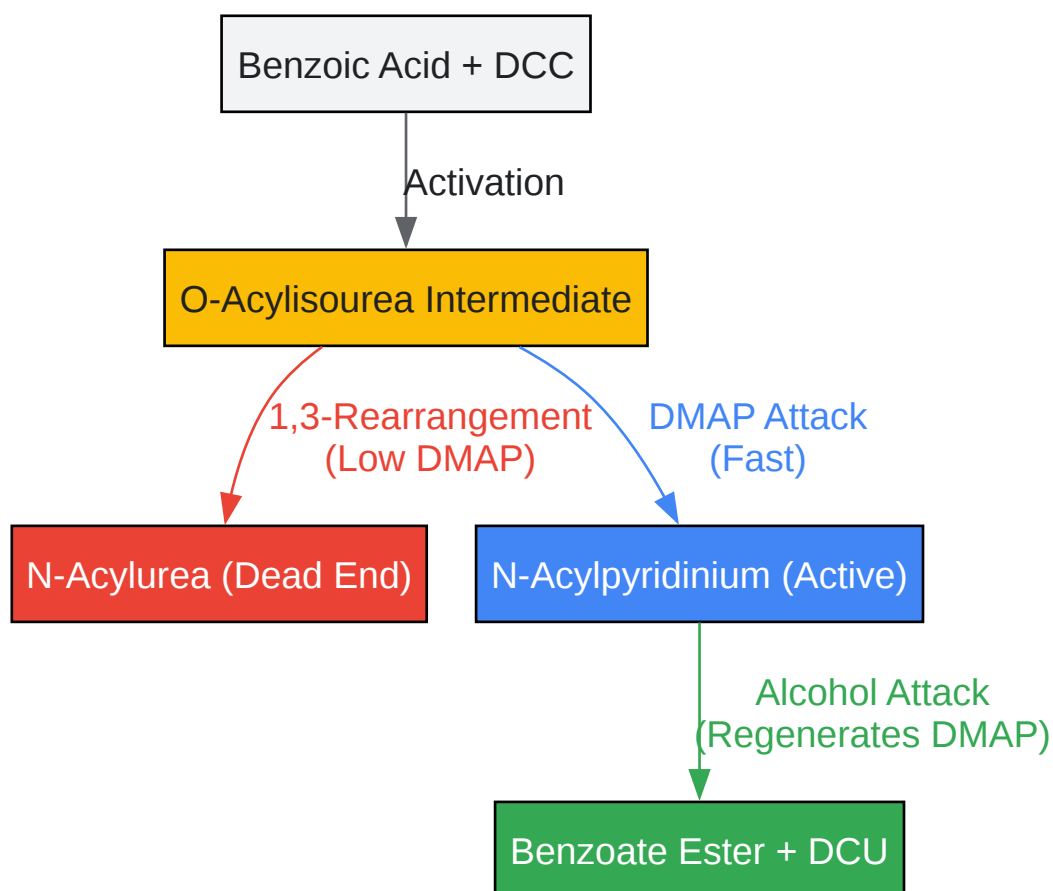 Benzoic Acid + DCC
Activation
O-Acylisourea Intermediate
1,3-Rearrangement
(Low DMAP)
DMAP Attack
(Fast)
N-Acylurea (Dead End)
N-Acylpyridinium (Active)
Alcohol Attack
(Regenerates DMAP)
Benzoate Ester + DCU